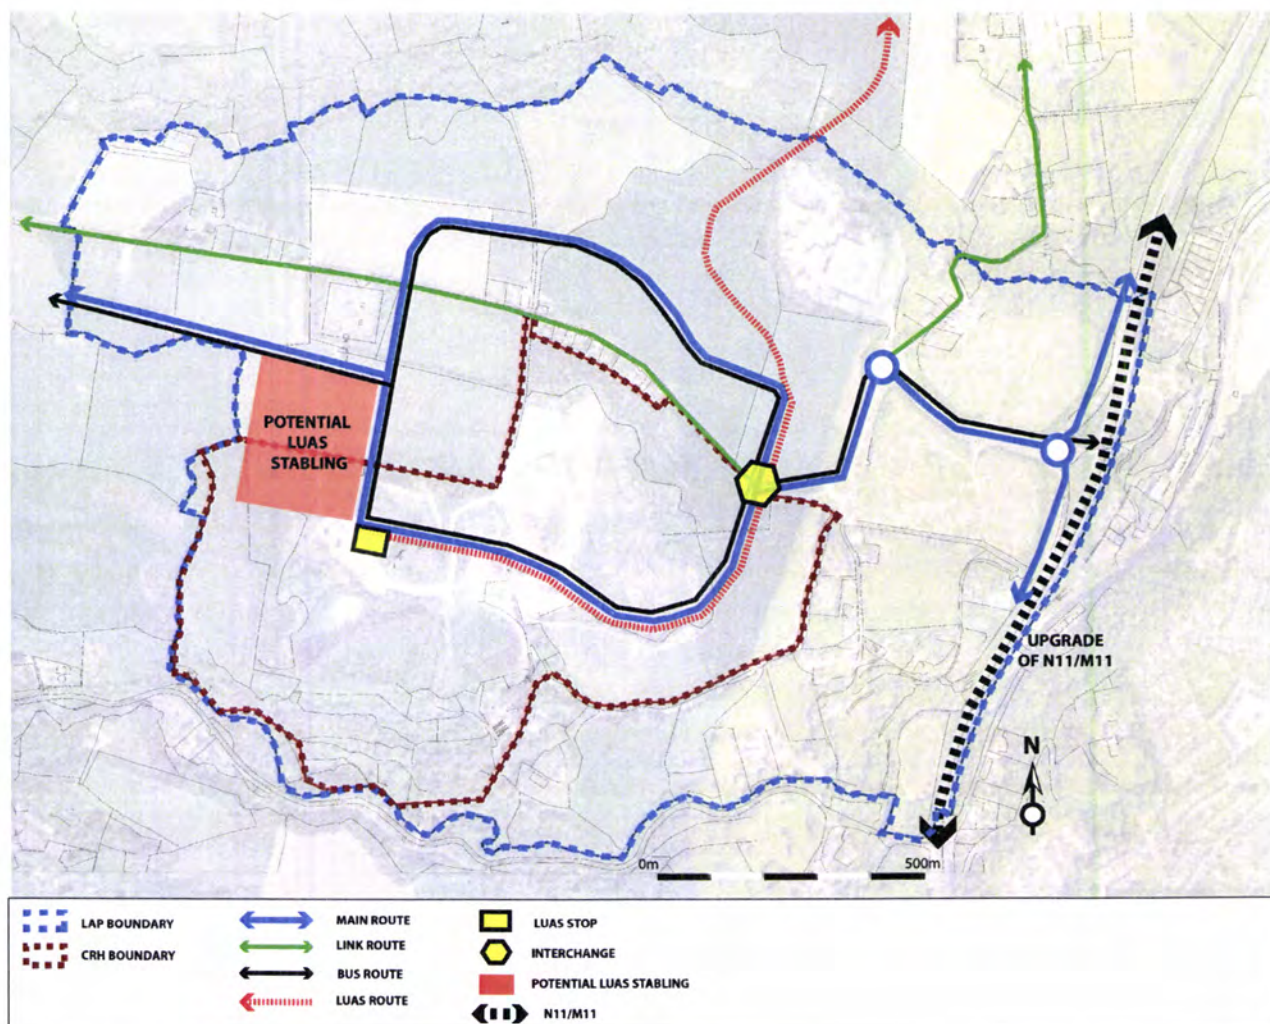 POTENTIAL
LUAS
STABLING
UPGRADE
OF N11/M11
N
0m
500m
LAP BOUNDARY
CRH BOUNDARY
MAIN ROUTE
LINK ROUTE
BUS ROUTE
LUAS ROUTE
LUAS STOP
INTERCHANGE
POTENTIAL LUAS STABLING
N11/M11